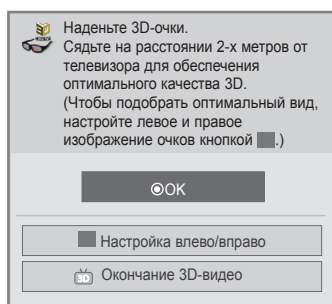 Наденьте 3D-очки.
Сядьте на расстоянии 2-х метров от
телевизора для обеспечения
оптимального качества 3D.
(Чтобы подобрать оптимальный вид,
настройте левое и правое
изображение очков кнопкой .)
OK
Настройка влево/вправо
3D Окончание 3D-видео